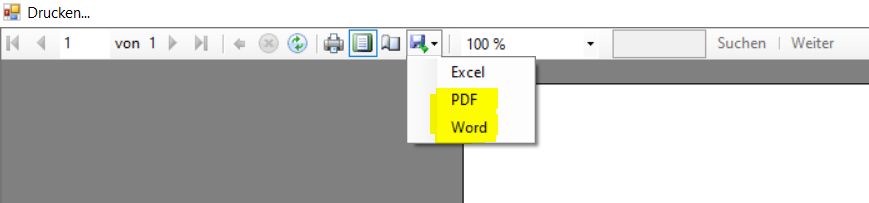 Drucken...
1 von 1 100 % Suchen Weiter
Excel
PDF
Word